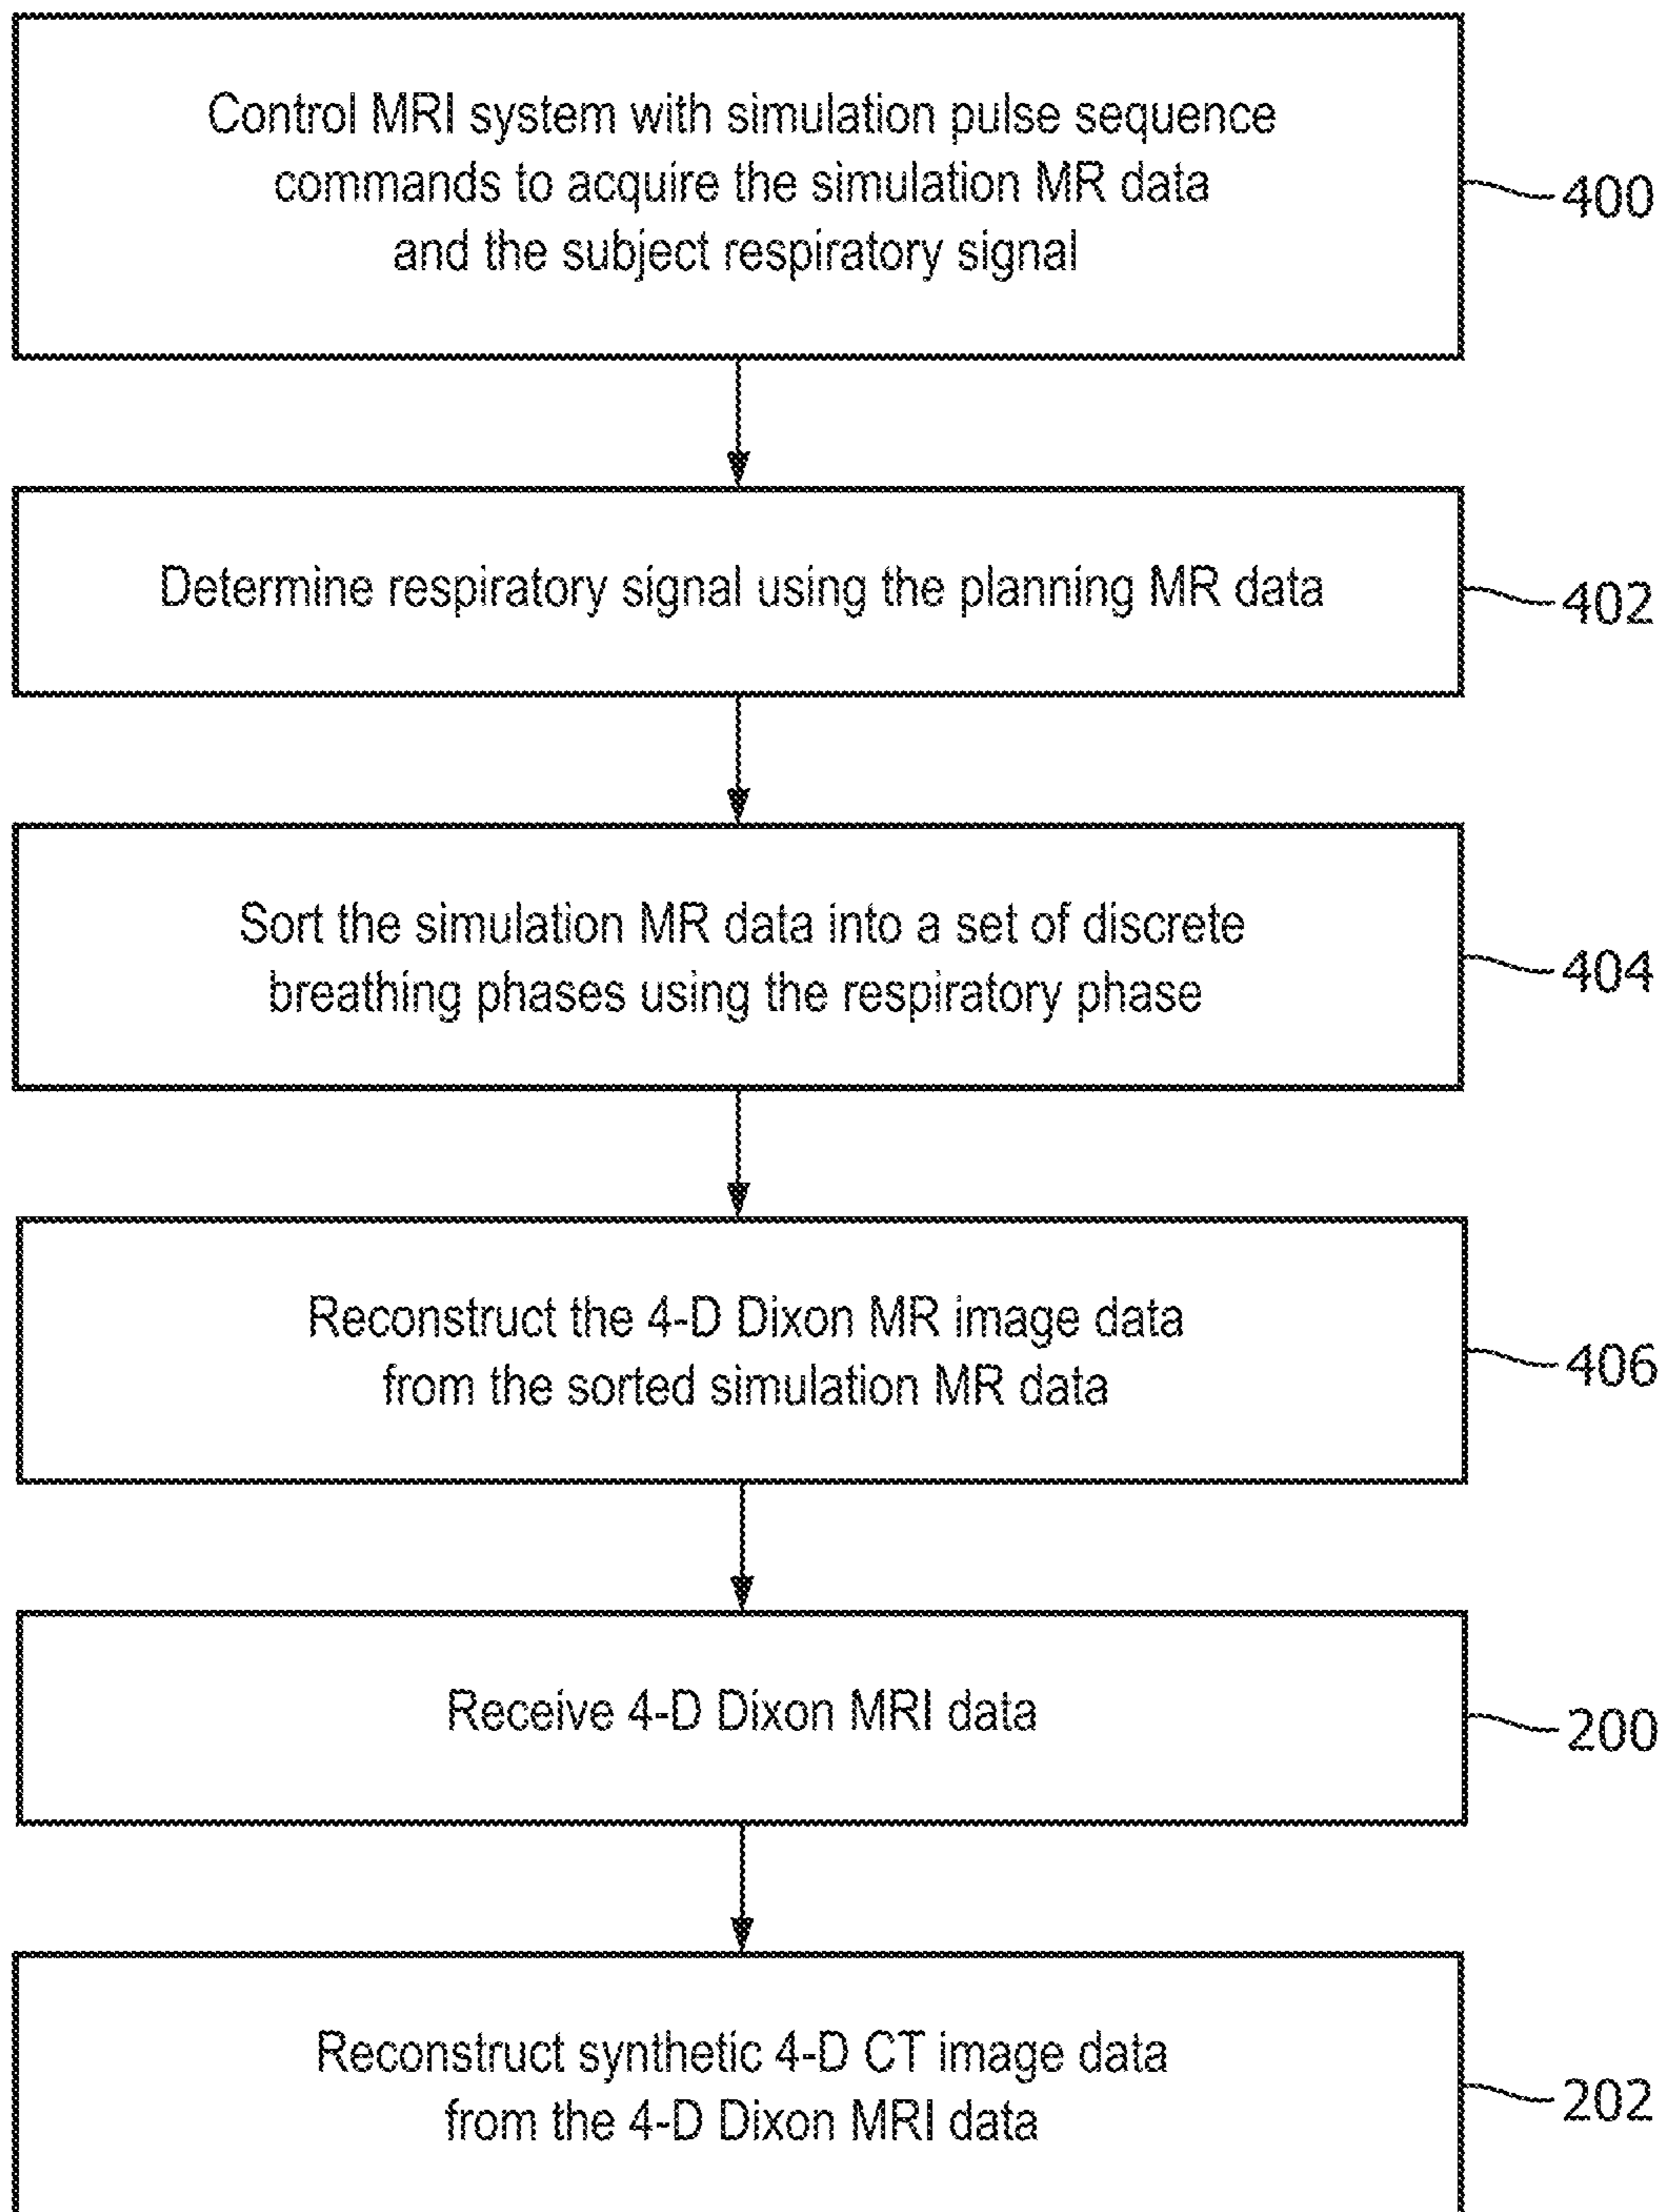 Control MRI system with simulation pulse sequence
commands to acquire the simulation MR data
and the subject respiratory signal
400
Determine respiratory signal using the planning MR data
402
Sort the simulation MR data into a set of discrete
breathing phases using the respiratory phase
404
Reconstruct the 4-D Dixon MR image data
from the sorted simulation MR data
406
Receive 4-D Dixon MRI data
200
Reconstruct synthetic 4-D CT image data
from the 4-D Dixon MRI data
202